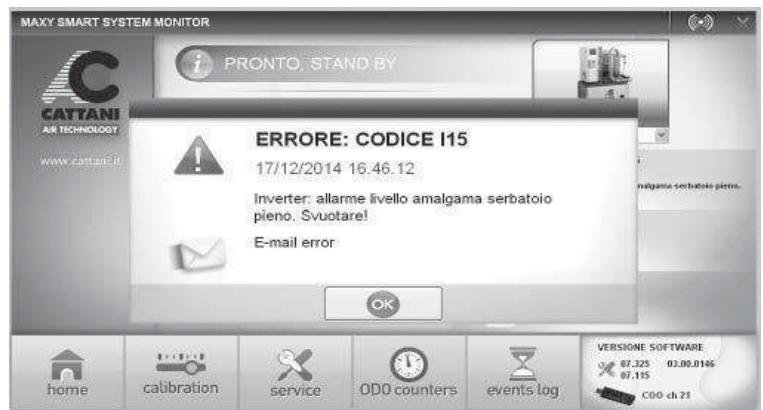 MAXY SMART SYSTEM MONITOR
PRONTO, STAND BY
CATTANI
AIR TECHNOLOGY
www.cattani.it
ERRORE: CODICE I15
17/12/2014 16.46.12
Inverter: allarme livello amalgama serbatoio
pieno. Svuotare!
E-mail error
amalgama serbatoio pieno.
OK
home
calibration
service
ODO counters
events log
VERSIONE SOFTWARE
07.325 03.00.0146
07.115
COO ch 21